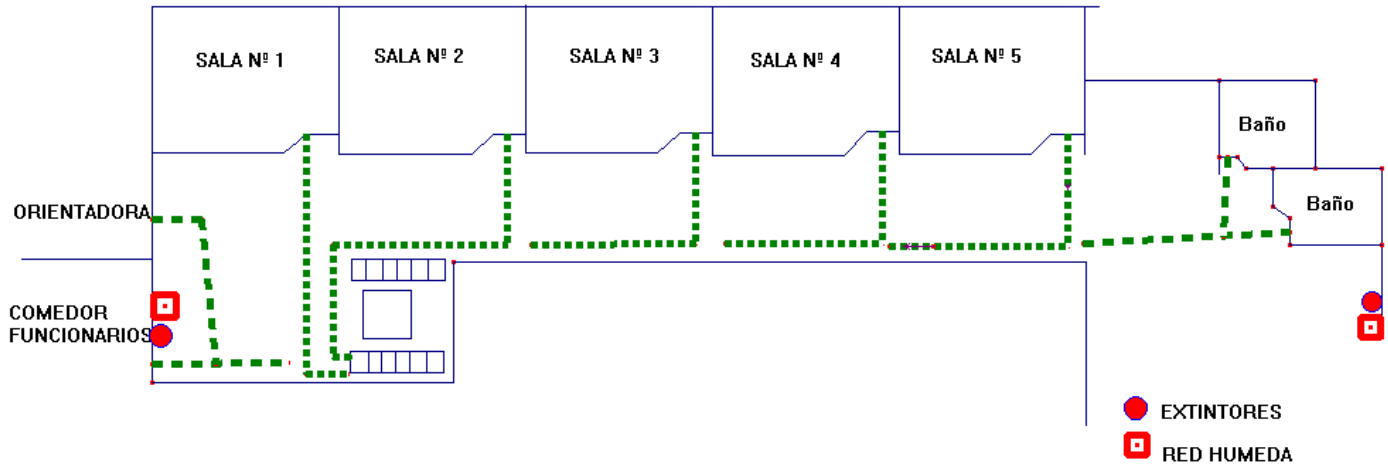 SALA Nº 1
SALA Nº 2
SALA Nº 3
SALA Nº 4
SALA Nº 5
Baño
Baño
ORIENTADORA
COMEDOR
FUNCIONARIOS
EXTINTORES
RED HUMEDA